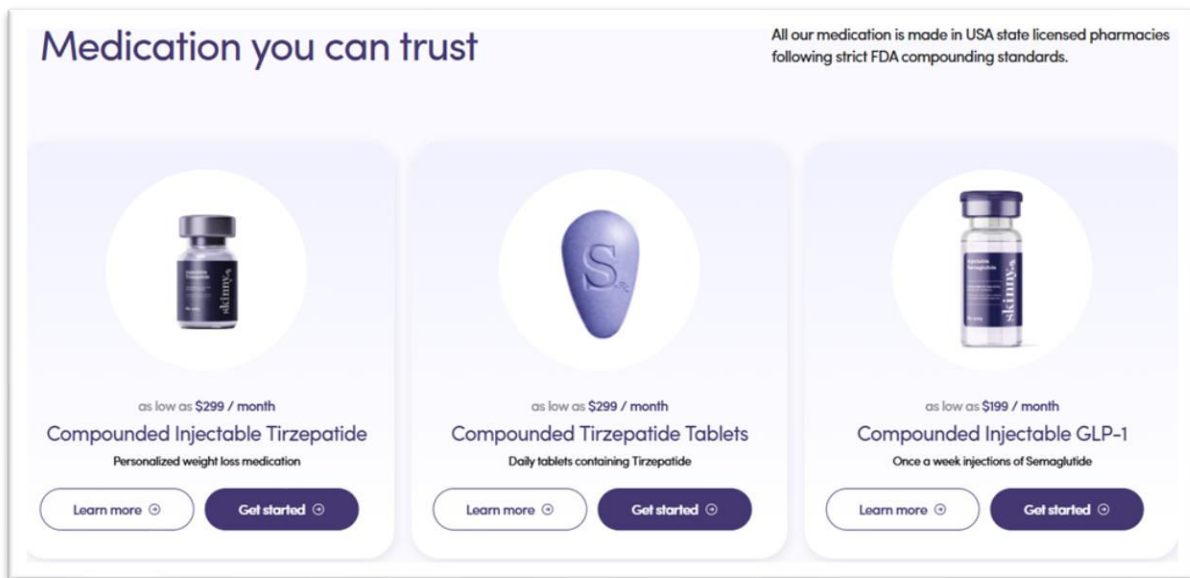 Medication you can trust
All our medication is made in USA state licensed pharmacies
following strict FDA compounding standards.
skinny
as low as $299 / month
Compounded Injectable Tirzepatide
Personalized weight loss medication
Learn more
Get started
S
as low as $299 / month
Compounded Tirzepatide Tablets
Daily tablets containing Tirzepatide
Learn more
Get started
skinny
as low as $199 / month
Compounded Injectable GLP-1
Once a week injections of Semaglutide
Learn more
Get started